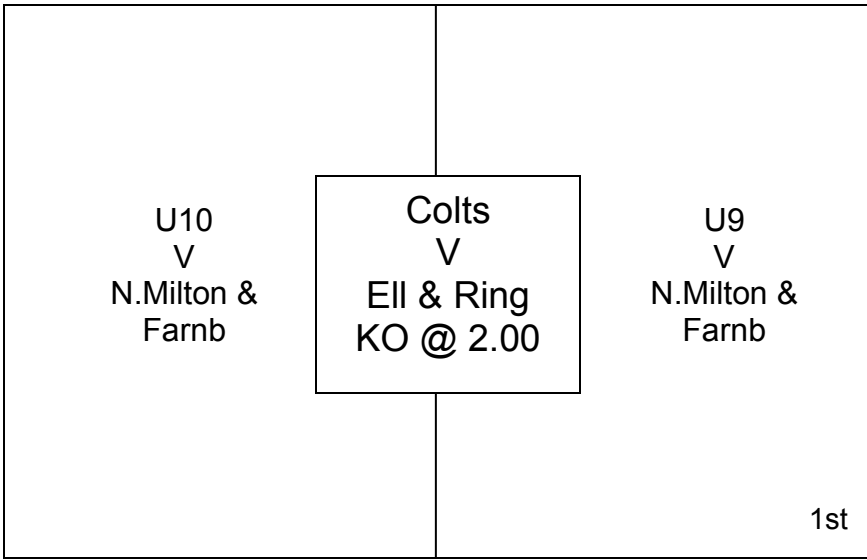 U10
V
N.Milton &
Farnb
Colts
V
Ell & Ring
KO @ 2.00
U9
V
N.Milton &
Farnb
1st